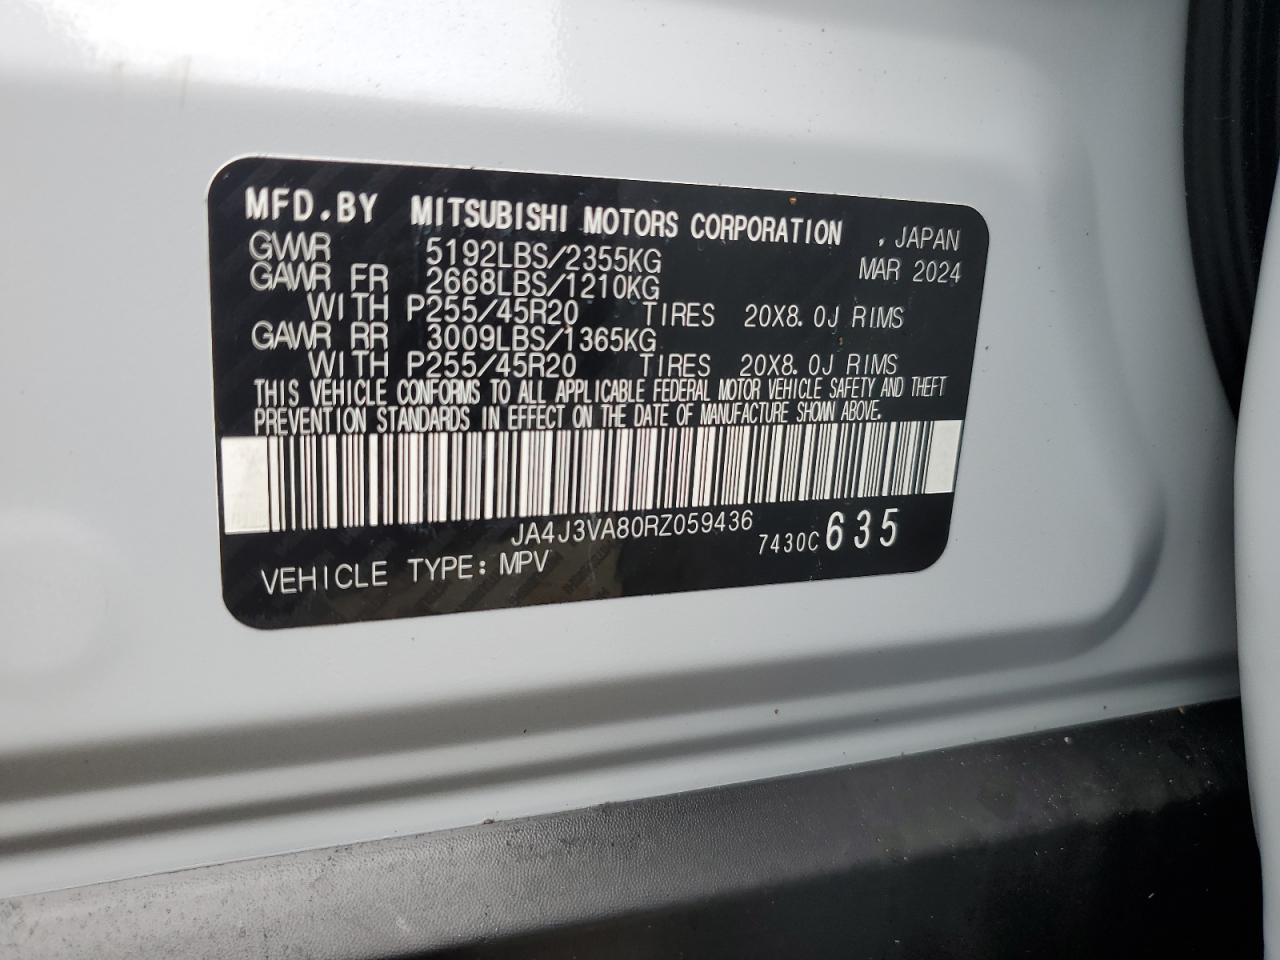 MFD.BY MITSUBISHI MOTORS CORPORATION , JAPAN
GVWR 5192LBS/2355KG MAR 2024
GAWR FR 2668LBS/1210KG
WITH P255/45R20 TIRES 20X8.0J RIMS
GAWR RR 3009LBS/1365KG
WITH P255/45R20 TIRES 20X8.0J RIMS
THIS VEHICLE CONFORMS TO ALL APPLICABLE FEDERAL MOTOR VEHICLE SAFETY AND THEFT
PREVENTION STANDARDS IN EFFECT ON THE DATE OF MANUFACTURE SHOWN ABOVE.
JA4J3VA80RZ059436 7430C 635
VEHICLE TYPE: MPV